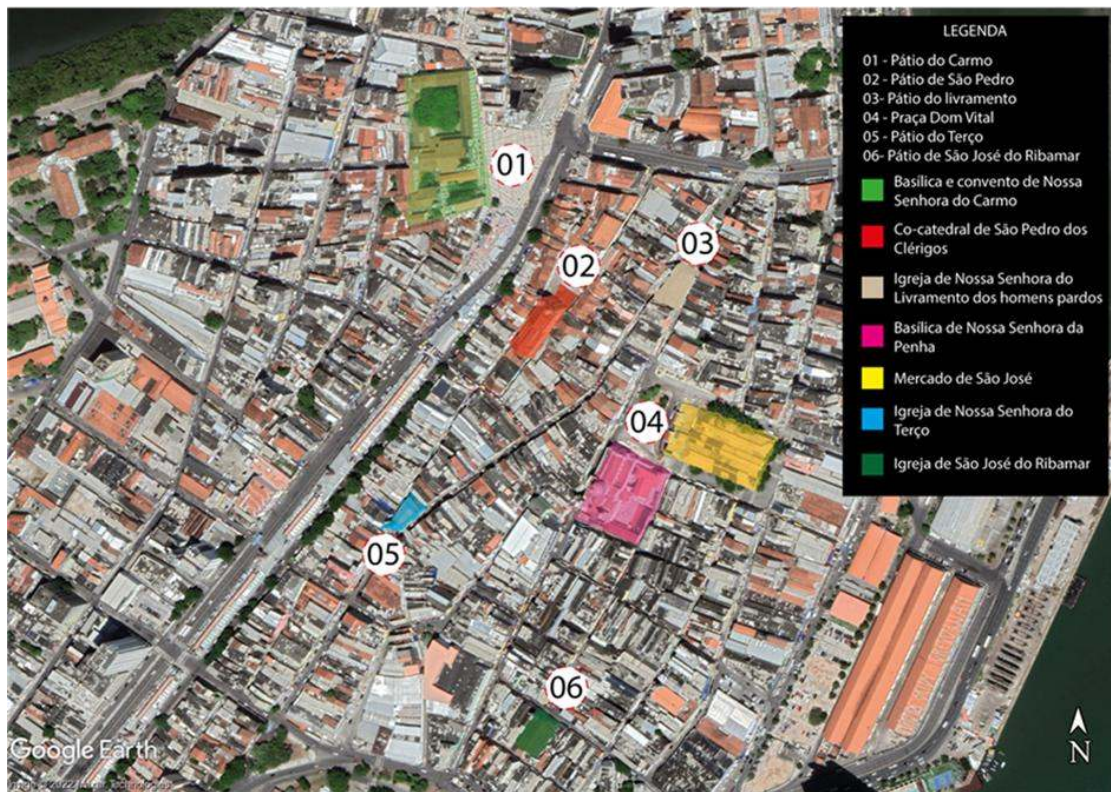 LEGENDA
01 - Pátio do Carmo
02 - Pátio de São Pedro
03- Pátio do livramento
04 - Praça Dom Vital
05 - Pátio do Terço
06- Pátio de São José do Ribamar
Basílica e convento de Nossa
Senhora do Carmo
Co-catedral de São Pedro dos
Clérigos
Igreja de Nossa Senhora do
Livramento dos homens pardos
Basílica de Nossa Senhora da
Penha
Mercado de São José
Igreja de Nossa Senhora do
Terço
Igreja de São José do Ribamar
01
02
03
04
05
06
N
Google Earth